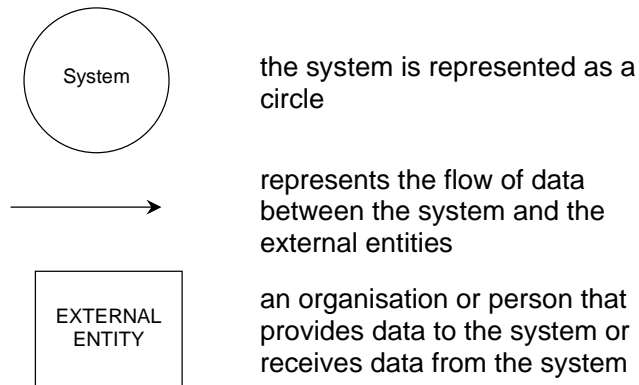 System
the system is represented as a
circle
represents the flow of data
between the system and the
external entities
EXTERNAL
ENTITY
an organisation or person that
provides data to the system or
receives data from the system